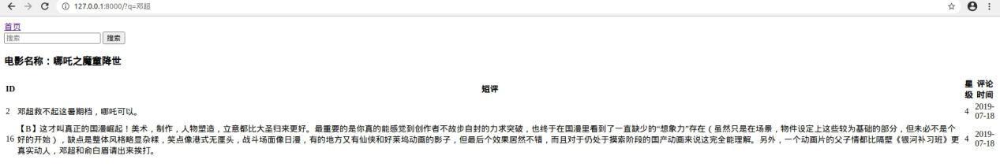 127.0.0.1:8000/?q=邓超
首页
搜索 搜索
电影名称：哪吒之魔童降世
ID 短评 星级 评论时间
2 邓超救不起这暑期档，哪吒可以。 4 2019-07-18
【B】这才叫真正的国漫崛起！美术，制作，人物塑造，立意都比大圣归来更好。最重要的是你真的能感觉到创作者不故步自封的力求突破，也终于在国漫里看到了一直缺少的“想象力”存在（虽然只是在场景，物件设定上这些较为基础的部分，但未必不是个
16 好的开始），缺点是整体风格略显杂糅，笑点像港式无厘头，战斗场面像日漫，有的地方又有仙侠和好莱坞动画的影子，但最后个效果居然不错，而且对于仍处于摸索阶段的国产动画来说这完全能理解。另外，一个动画片的父子情都比隔壁《银河补习班》更 4 2019-07-18
真实动人，邓超和俞白眉请出来挨打。